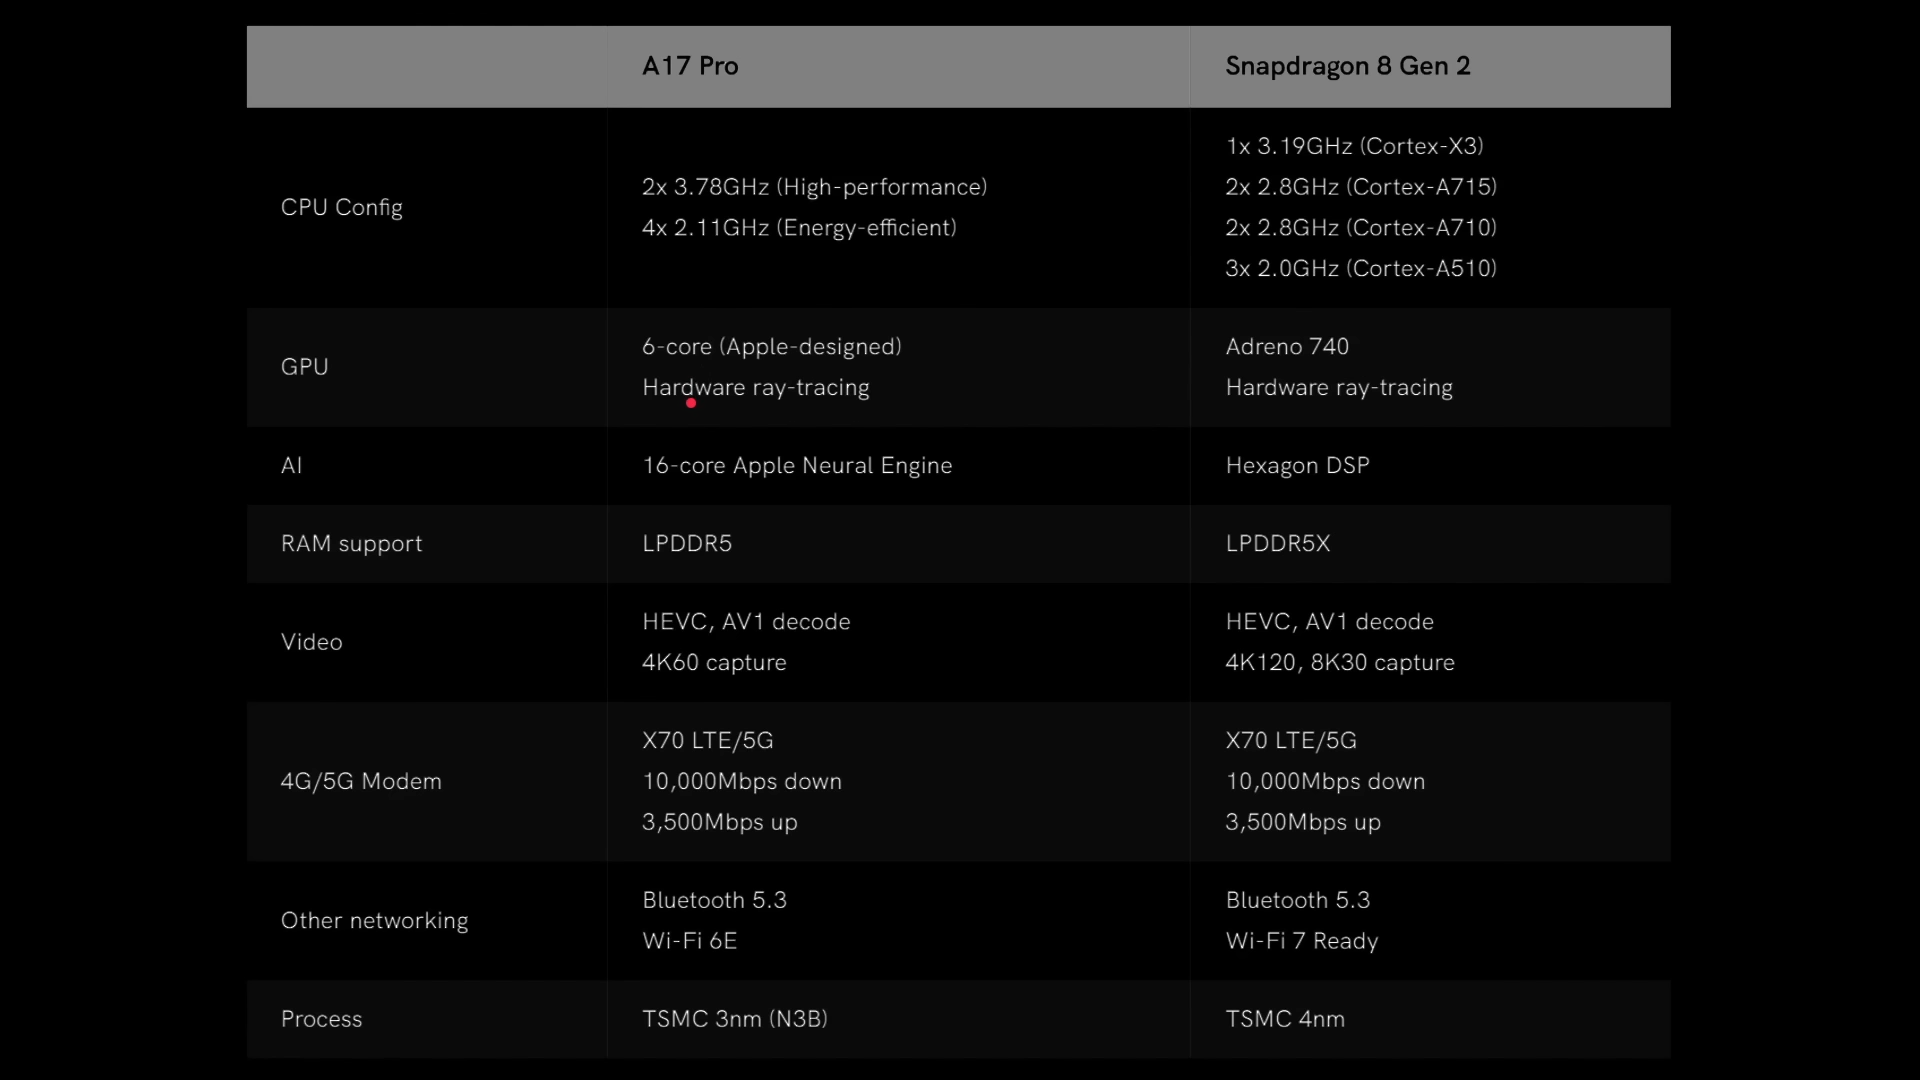 A17 Pro
Snapdragon 8 Gen 2
CPU Config
2x 3.78GHz (High-performance)
4x 2.11GHz (Energy-efficient)
1x 3.19GHz (Cortex-X3)
2x 2.8GHz (Cortex-A715)
2x 2.8GHz (Cortex-A710)
3x 2.0GHz (Cortex-A510)
GPU
6-core (Apple-designed)
Hardware ray-tracing
Adreno 740
Hardware ray-tracing
AI
16-core Apple Neural Engine
Hexagon DSP
RAM support
LPDDR5
LPDDR5X
Video
HEVC, AV1 decode
4K60 capture
HEVC, AV1 decode
4K120, 8K30 capture
4G/5G Modem
X70 LTE/5G
10,000Mbps down
3,500Mbps up
X70 LTE/5G
10,000Mbps down
3,500Mbps up
Other networking
Bluetooth 5.3
Wi-Fi 6E
Bluetooth 5.3
Wi-Fi 7 Ready
Process
TSMC 3nm (N3B)
TSMC 4nm